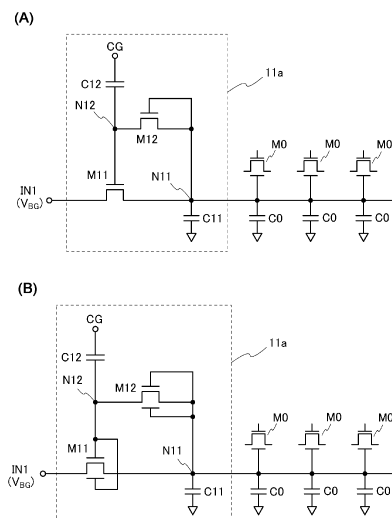 (A)
CG
C12
11a
N12
M12
M0 M0 M0
M11
N11
IN1
(VBG)
C11 C0 C0 C0
(B)
CG
C12
11a
N12
M12
M0 M0 M0
M11
N11
IN1
(VBG)
C11 C0 C0 C0